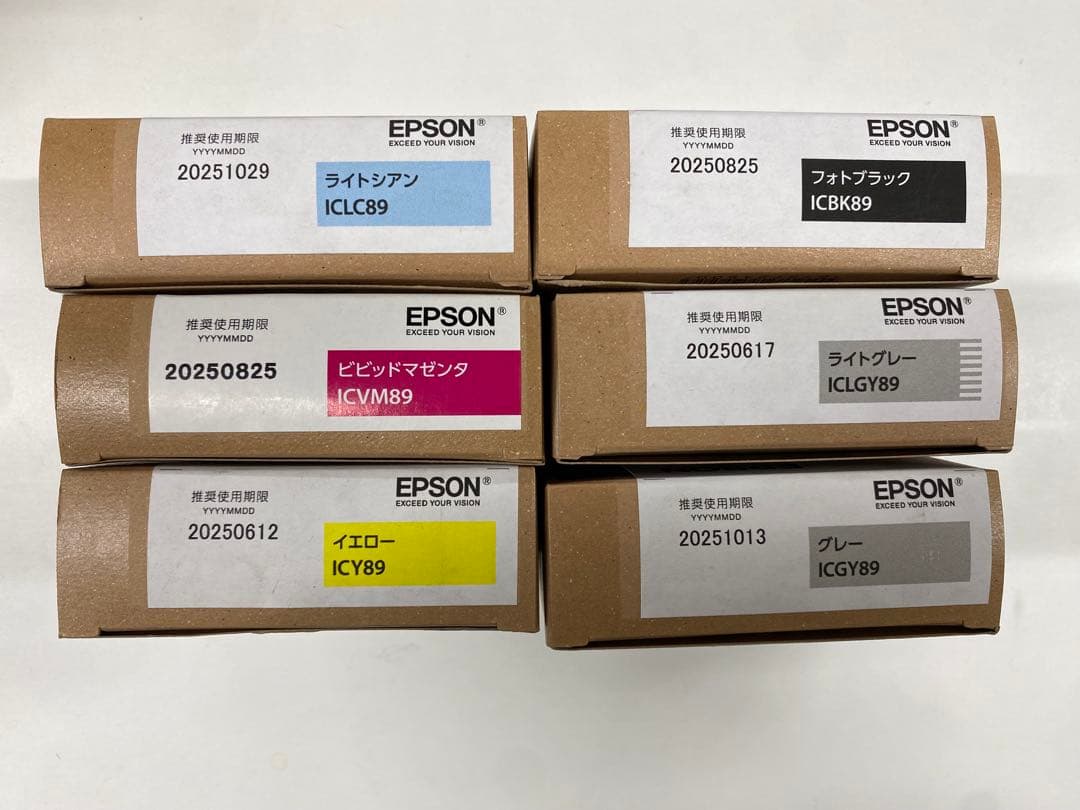 推奨使用期限
YYYYMMDD
20251029
EPSON®
EXCEED YOUR VISION
ライトシアン
ICLC89
推奨使用期限
YYYYMMDD
20250825
EPSON®
EXCEED YOUR VISION
フォトブラック
ICBK89
推奨使用期限
YYYYMMDD
20250825
EPSON®
EXCEED YOUR VISION
ビビッドマゼンタ
ICVM89
推奨使用期限
YYYYMMDD
20250617
EPSON®
EXCEED YOUR VISION
ライトグレー
ICLGY89
推奨使用期限
YYYYMMDD
20250612
EPSON®
EXCEED YOUR VISION
イエロー
ICY89
推奨使用期限
YYYYMMDD
20251013
EPSON®
EXCEED YOUR VISION
グレー
ICGY89